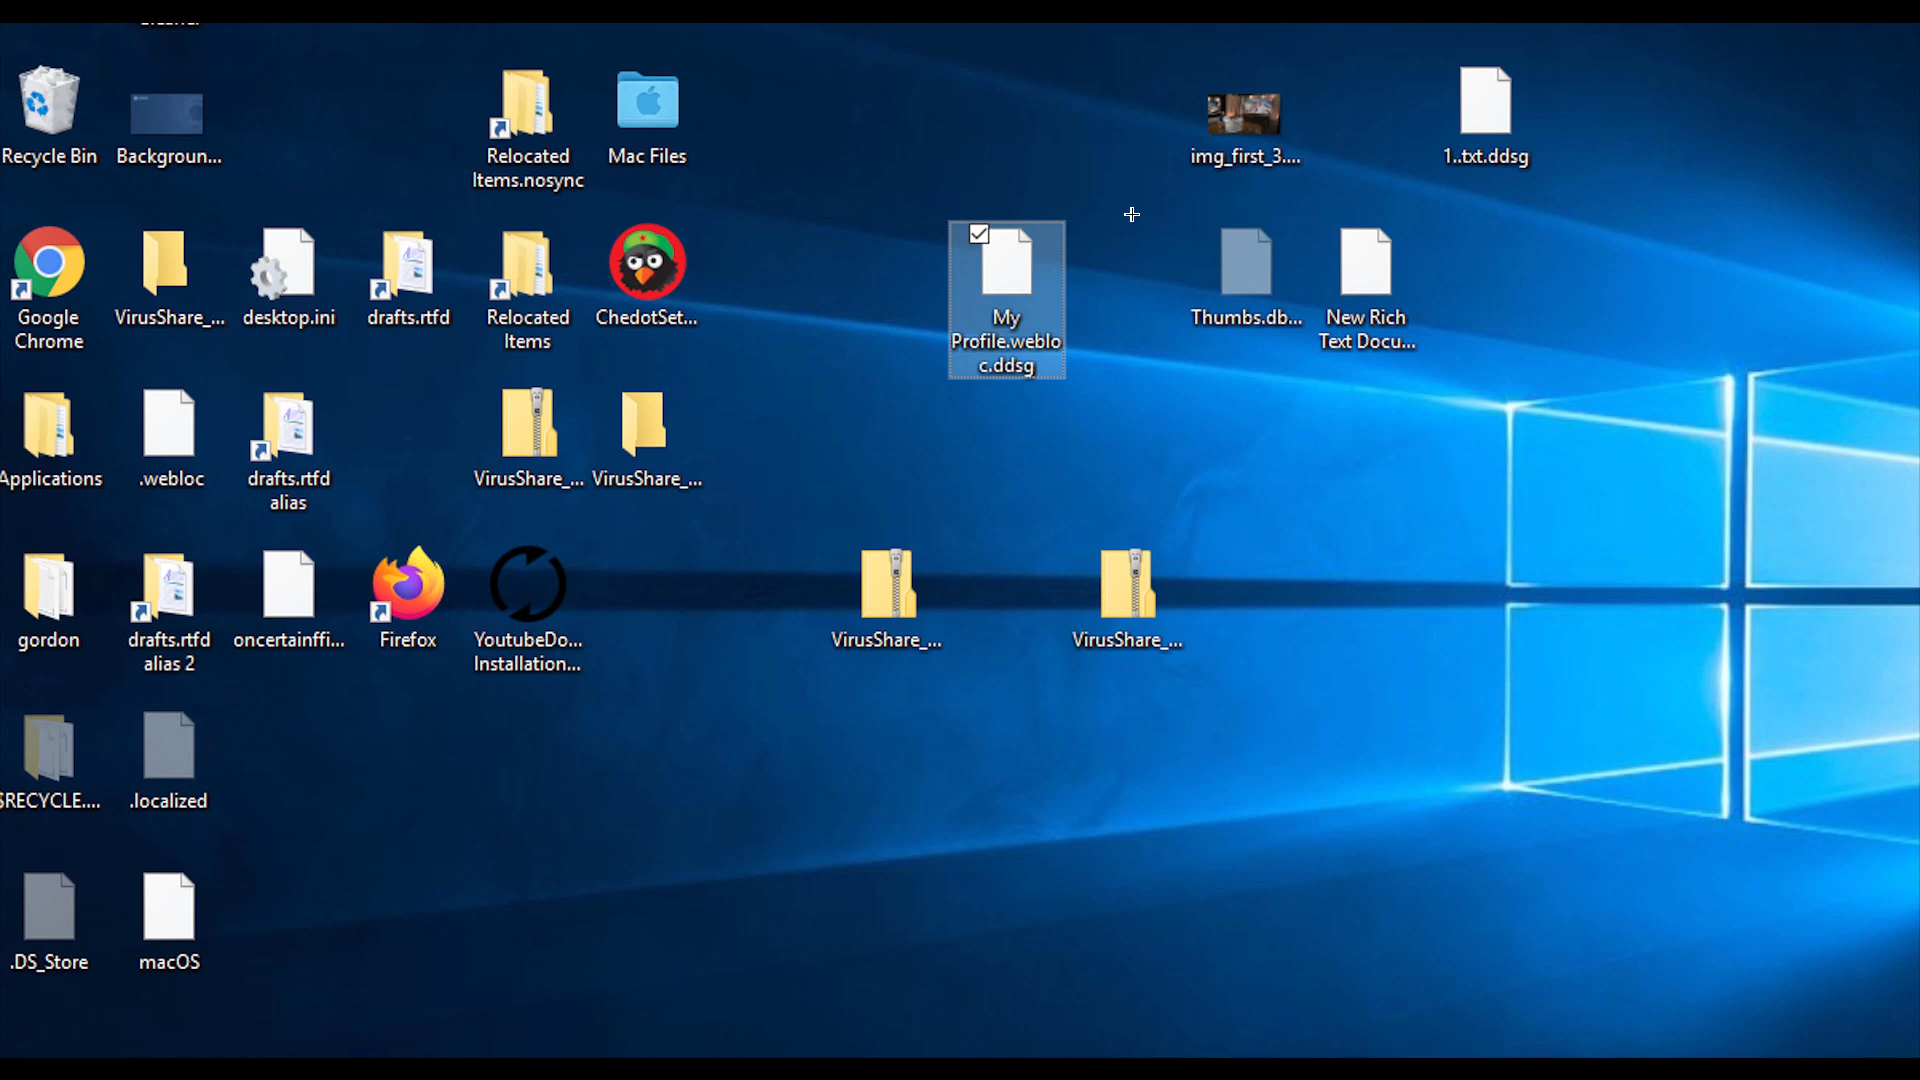 Recycle Bin
Backgroun...
Relocated
Items.nosync
Mac Files
img_first_3....
1..txt.ddsg
Google
Chrome
VirusShare_...
desktop.ini
drafts.rtfd
Relocated
Items
ChedotSet...
My
Profile.weblo
c.ddsg
Thumbs.db...
New Rich
Text Docu...
Applications
.webloc
drafts.rtfd
alias
VirusShare_...
VirusShare_...
gordon
drafts.rtfd
alias 2
oncertainffi...
Firefox
YoutubeDo...
Installation...
VirusShare_...
VirusShare_...
$RECYCLE....
.localized
.DS_Store
macOS